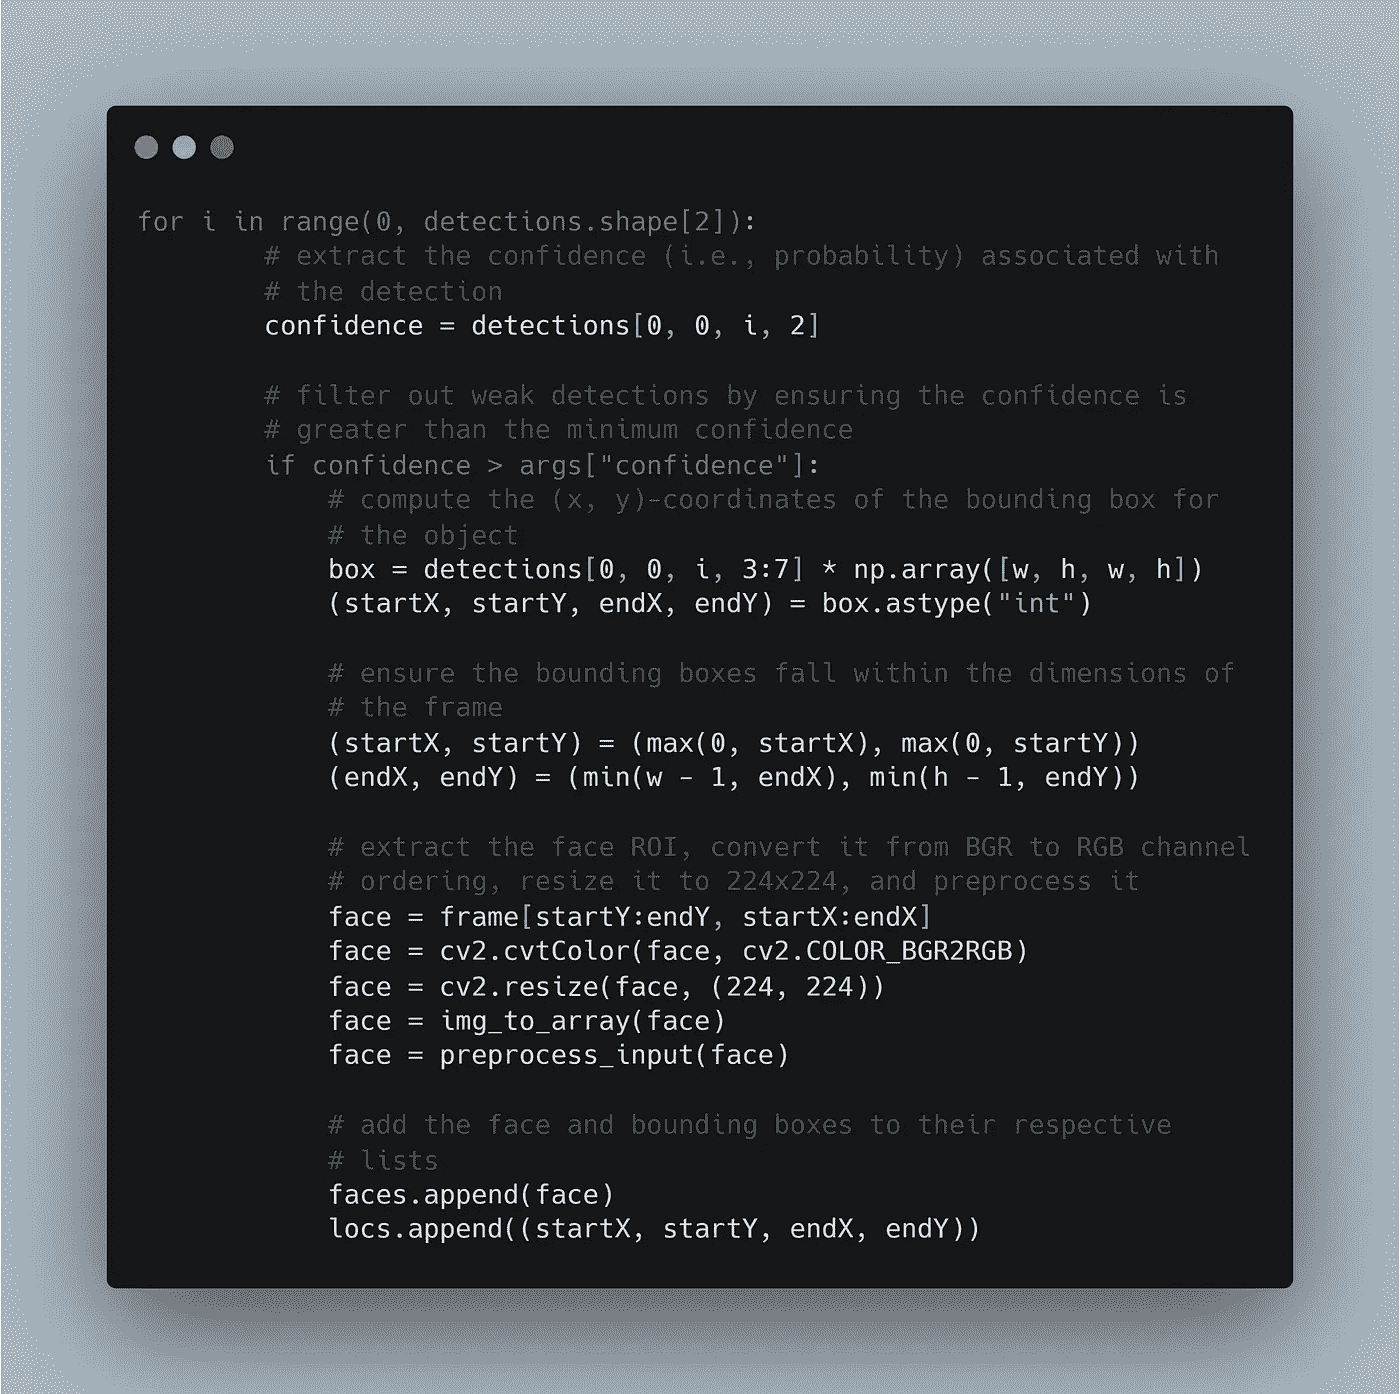 for i in range(0, detections.shape[2]):
        # extract the confidence (i.e., probability) associated with
        # the detection
        confidence = detections[0, 0, i, 2]

        # filter out weak detections by ensuring the confidence is
        # greater than the minimum confidence
        if confidence > args["confidence"]:
            # compute the (x, y)-coordinates of the bounding box for
            # the object
            box = detections[0, 0, i, 3:7] * np.array([w, h, w, h])
            (startX, startY, endX, endY) = box.astype("int")

            # ensure the bounding boxes fall within the dimensions of
            # the frame
            (startX, startY) = (max(0, startX), max(0, startY))
            (endX, endY) = (min(w - 1, endX), min(h - 1, endY))

            # extract the face ROI, convert it from BGR to RGB channel
            # ordering, resize it to 224x224, and preprocess it
            face = frame[startY:endY, startX:endX]
            face = cv2.cvtColor(face, cv2.COLOR_BGR2RGB)
            face = cv2.resize(face, (224, 224))
            face = img_to_array(face)
            face = preprocess_input(face)

            # add the face and bounding boxes to their respective
            # lists
            faces.append(face)
            locs.append((startX, startY, endX, endY))